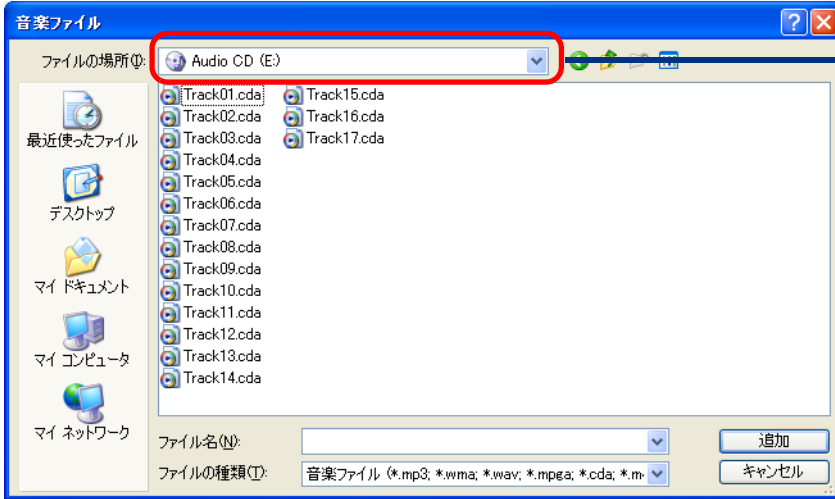 音楽ファイル
ファイルの場所(I):
Audio CD (E:)
最近使ったファイル
デスクトップ
マイ ドキュメント
マイ コンピュータ
マイ ネットワーク
Track01.cda
Track02.cda
Track03.cda
Track04.cda
Track05.cda
Track06.cda
Track07.cda
Track08.cda
Track09.cda
Track10.cda
Track11.cda
Track12.cda
Track13.cda
Track14.cda
Track15.cda
Track16.cda
Track17.cda
ファイル名(N):
追加
ファイルの種類(T):
音楽ファイル (*.mp3; *.wma; *.wav; *.mpga; *.cda; *.m
キャンセル